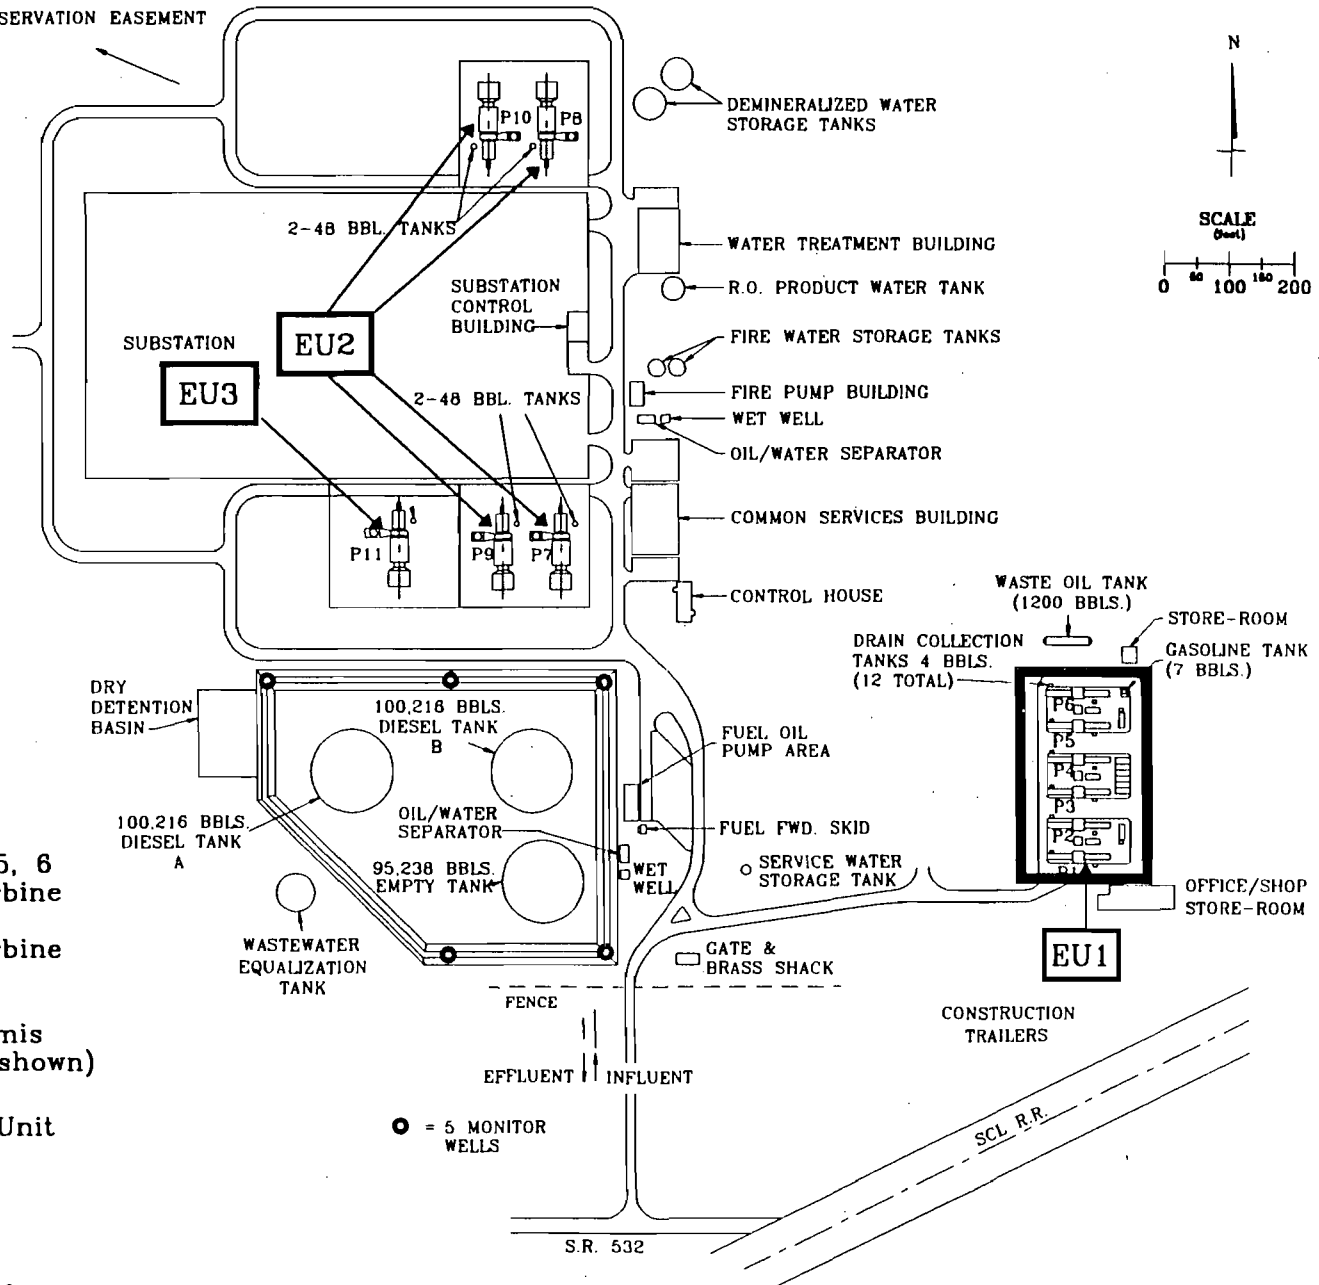 SERVATION EASEMENT
N
P10
P8
DEMINERALIZED WATER
STORAGE TANKS
SCALE
(feet)
0 50 100 150 200
2-48 BBL. TANKS
WATER TREATMENT BUILDING
SUBSTATION
CONTROL
BUILDING
R.O. PRODUCT WATER TANK
SUBSTATION
EU2
EU3
FIRE WATER STORAGE TANKS
2-48 BBL. TANKS
FIRE PUMP BUILDING
WET WELL
OIL/WATER SEPARATOR
COMMON SERVICES BUILDING
P11
P9
P7
CONTROL HOUSE
WASTE OIL TANK
(1200 BBLS.)
STORE-ROOM
DRAIN COLLECTION
TANKS 4 BBLS.
(12 TOTAL)
GASOLINE TANK
(7 BBLS.)
DRY
DETENTION
BASIN
100,216 BBLS.
DIESEL TANK
B
FUEL OIL
PUMP AREA
P6
P5
P4
P3
P2
P1
100,216 BBLS.
DIESEL TANK
A
OIL/WATER
SEPARATOR
FUEL FWD. SKID
95,238 BBLS.
EMPTY TANK
WET
WELL
SERVICE WATER
STORAGE TANK
5, 6
rbine
rbine
OFFICE/SHOP
STORE-ROOM
WASTEWATER
EQUALIZATION
TANK
GATE &
BRASS SHACK
EU1
FENCE
CONSTRUCTION
TRAILERS
mis
shown)
EFFLUENT
INFLUENT
Unit
= 5 MONITOR
WELLS
SCL R.R.
S.R. 532